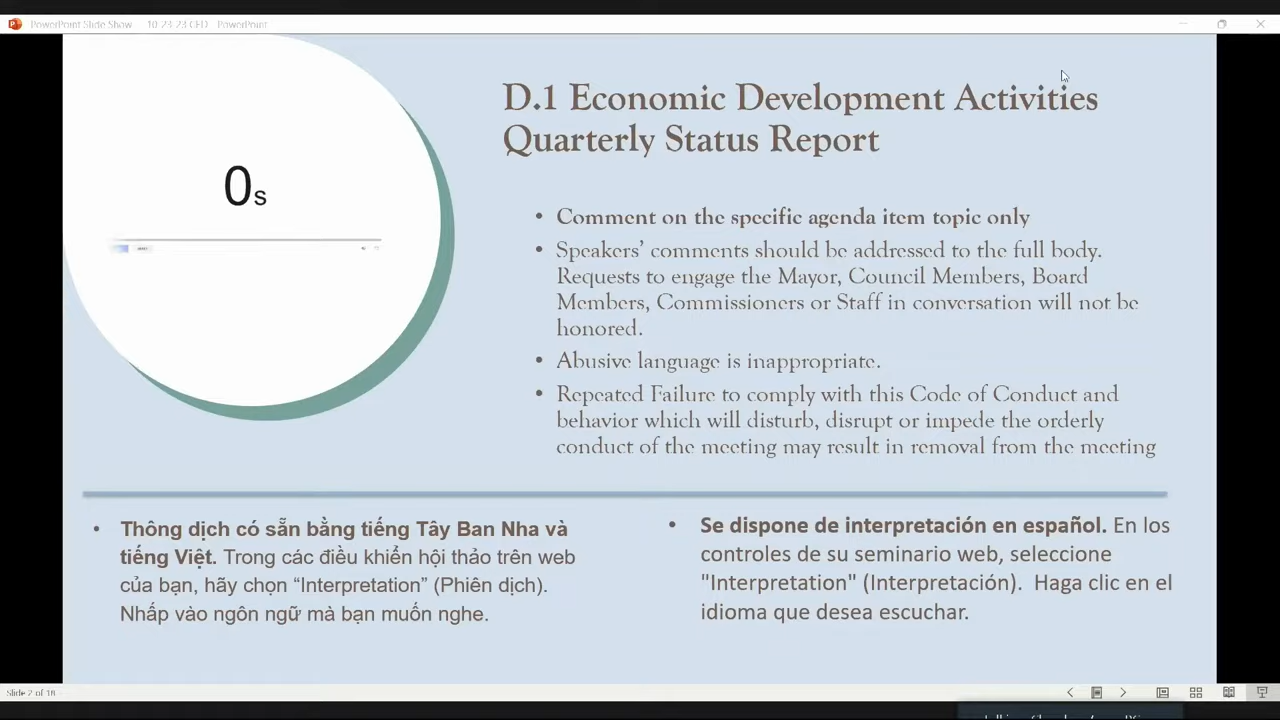 PowerPoint Slide Show - 10-23-23 CED - PowerPoint
D.1 Economic Development Activities
Quarterly Status Report
0s
• Comment on the specific agenda item topic only
• Speakers’ comments should be addressed to the full body.
Requests to engage the Mayor, Council Members, Board
Members, Commissioners or Staff in conversation will not be
honored.
• Abusive language is inappropriate.
• Repeated Failure to comply with this Code of Conduct and
behavior which will disturb, disrupt or impede the orderly
conduct of the meeting may result in removal from the meeting
• Thông dịch có sẵn bằng tiếng Tây Ban Nha và
tiếng Việt. Trong các điều khiển hội thảo trên web
của bạn, hãy chọn “Interpretation” (Phiên dịch).
Nhấp vào ngôn ngữ mà bạn muốn nghe.
• Se dispone de interpretación en español. En los
controles de su seminario web, seleccione
"Interpretation" (Interpretación).  Haga clic en el
idioma que desea escuchar.
Slide 2 of 18